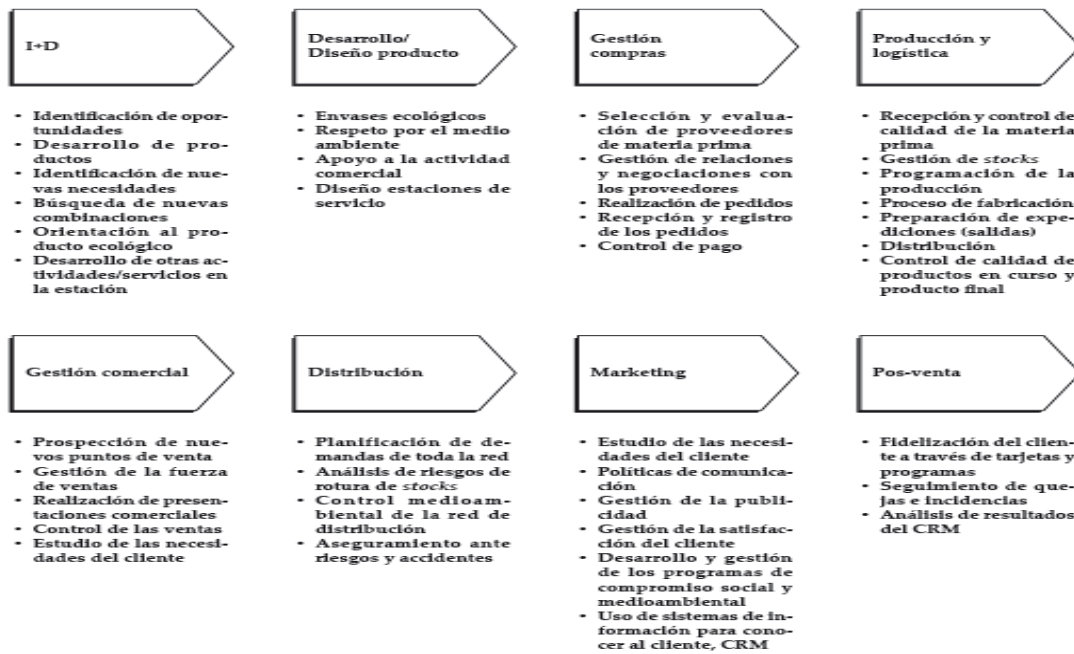 I+D
• Identificación de opor-
tunidades
• Desarrollo de pro-
ductos
• Identificación de nue-
vas necesidades
• Búsqueda de nuevas
combinaciones
• Orientación al pro-
ducto ecológico
• Desarrollo de otras ac-
tividades/servicios en
la estación
Desarrollo/
Diseño producto
• Envases ecológicos
• Respeto por el medio
ambiente
• Apoyo a la actividad
comercial
• Diseño estaciones de
servicio
Gestión
compras
• Selección y evalua-
ción de proveedores
de materia prima
• Gestión de relaciones
y negociaciones con
los proveedores
• Realización de pedidos
• Recepción y registro
de los pedidos
• Control de pago
Producción y
logística
• Recepción y control de
calidad de la materia
prima
• Gestión de stocks
• Programación de la
producción
• Proceso de fabricación
• Preparación de expe-
diciones (salidas)
• Distribución
• Control de calidad de
productos en curso y
producto final
Gestión comercial
• Prospección de nue-
vos puntos de venta
• Gestión de la fuerza
de ventas
• Realización de presen-
taciones comerciales
• Control de las ventas
• Estudio de las necesi-
dades del cliente
Distribución
• Planificación de de-
mandas de toda la red
• Análisis de riesgos de
rotura de stocks
• Control medioam-
biental de la red de
distribución
• Aseguramiento ante
riesgos y accidentes
Marketing
• Estudio de las necesi-
dades del cliente
• Políticas de comunica-
ción
• Gestión de la publi-
cidad
• Gestión de la satisfac-
ción del cliente
• Desarrollo y gestión
de los programas de
compromiso social y
medioambiental
• Uso de sistemas de in-
formación para cono-
cer al cliente, CRM
Pos-venta
• Fidelización del clien-
te a través de tarjetas y
programas
• Seguimiento de que-
jas e incidencias
• Análisis de resultados
del CRM